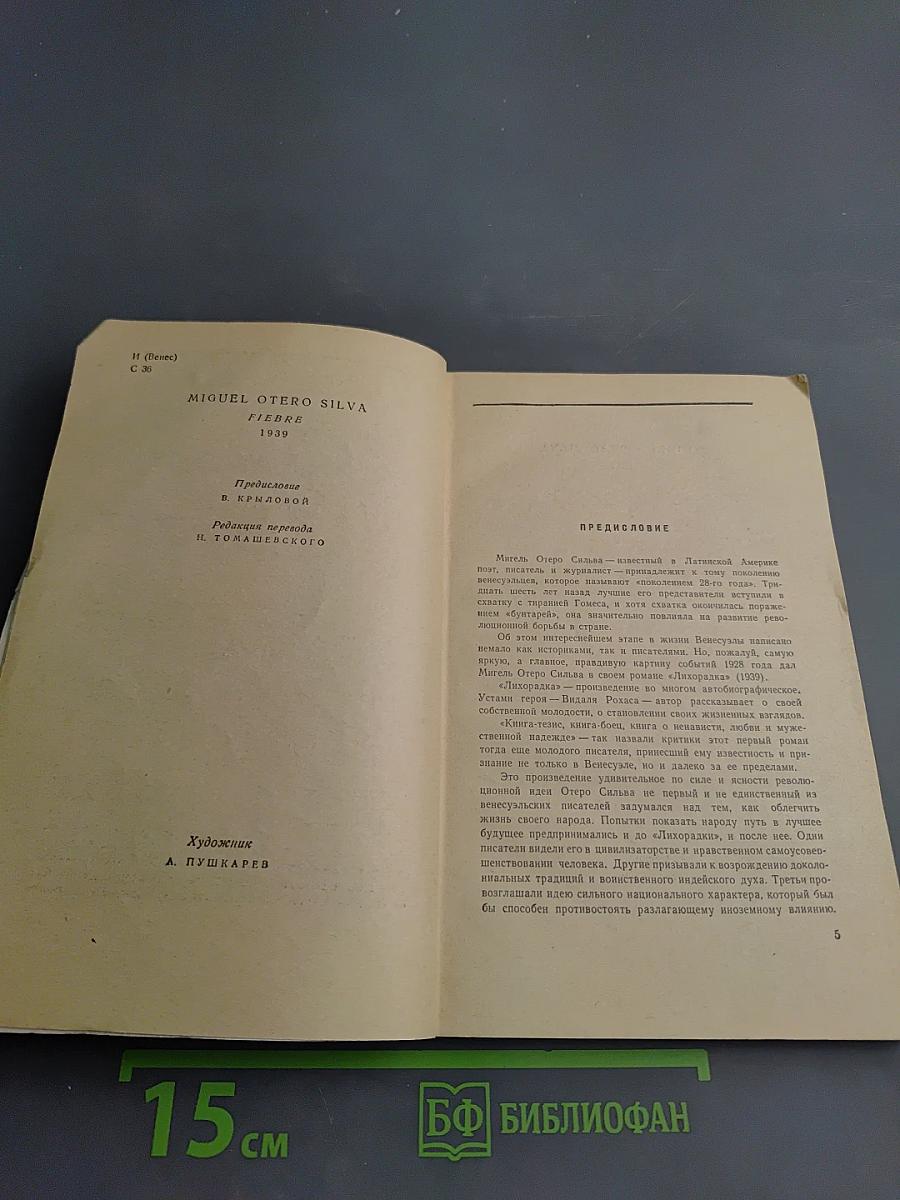 И (Венес)
С 36
MIGUEL OTERO SILVA
FIEBRE
1939
Предисловие
В. КРЫЛОВОЙ
Редакция перевода
Н. ТОМАШЕВСКОГО
Художник
А. ПУШКАРЕВ
ПРЕДИСЛОВИЕ
Мигель Отеро Сильва — известный в Латинской Америке
поэт, писатель и журналист — принадлежит к тому поколению
венесуэльцев, которое называют «поколением 28-го года». Три-
дцать шесть лет назад лучшие его представители вступили в
схватку с тиранией Гомеса, и хотя схватка окончилась пораже-
нием «бунтарей», она значительно повлияла на развитие рево-
люционной борьбы в стране.
Об этом интереснейшем этапе в жизни Венесуэлы написано
немало как историками, так и писателями. Но, пожалуй, самую
яркую, а главное, правдивую картину событий 1928 года дал
Мигель Отеро Сильва в своем романе «Лихорадка» (1939).
«Лихорадка» — произведение во многом автобиографическое.
Устами героя — Видаля Рохаса — автор рассказывает о своей
собственной молодости, о становлении своих жизненных взглядов.
«Книга-тезис, книга-боец, книга о ненависти, любви и муже-
ственной надежде» — так назвали критики этот первый роман
тогда еще молодого писателя, принесший ему известность и при-
знание не только в Венесуэле, но и далеко за ее пределами.
Это произведение удивительное по силе и ясности револю-
ционной идеи Отеро Сильва не первый и не единственный из
венесуэльских писателей задумался над тем, как облегчить
жизнь своего народа. Попытки показать народу путь в лучшее
будущее предпринимались и до «Лихорадки», и после нее. Одни
писатели видели его в цивилизаторстве и нравственном самоусовер-
шенствовании человека. Другие призывали к возрождению доколо-
ниальных традиций и воинственного индейского духа. Третьи про-
возглашали идею сильного национального характера, который был
бы способен противостоять разлагающему иноземному влиянию.
5
15 см
БФ БИБЛИОФАН